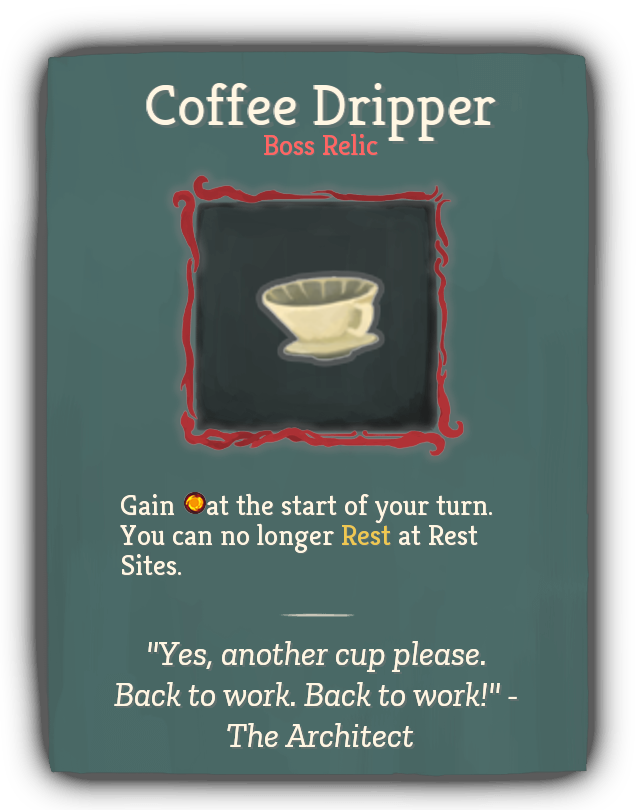 Coffee Dripper
Boss Relic
Gain at the start of your turn.
You can no longer Rest at Rest
Sites.
"Yes, another cup please.
Back to work. Back to work!" -
The Architect